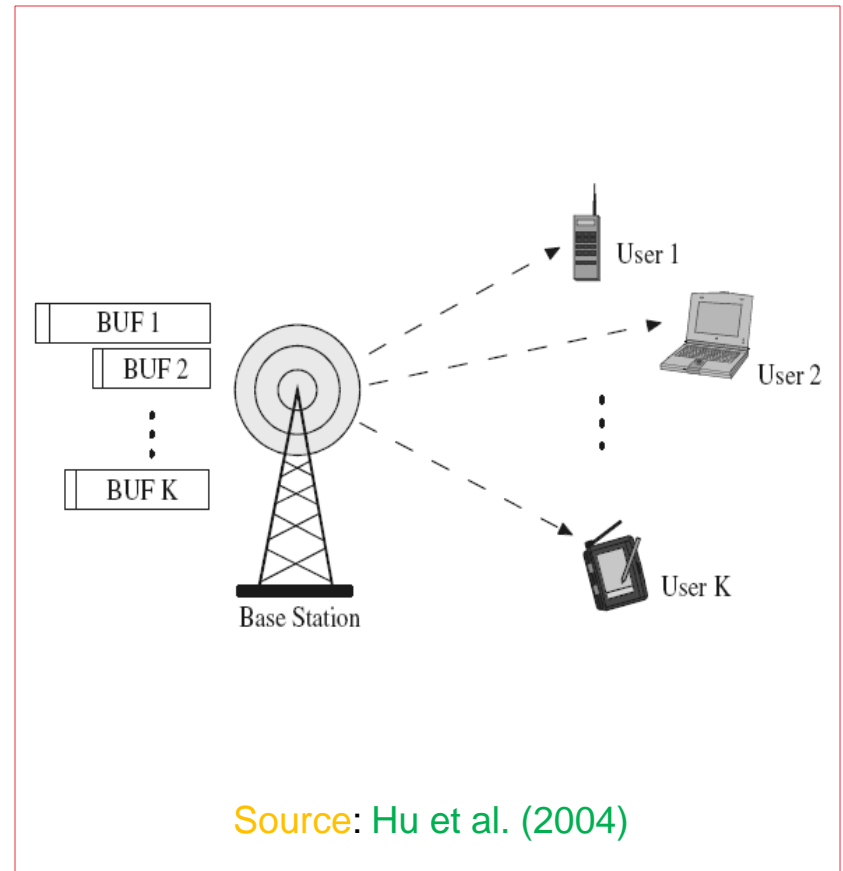 BUF 1
BUF 2
BUF K
Base Station
User 1
User 2
User K
Source: Hu et al. (2004)